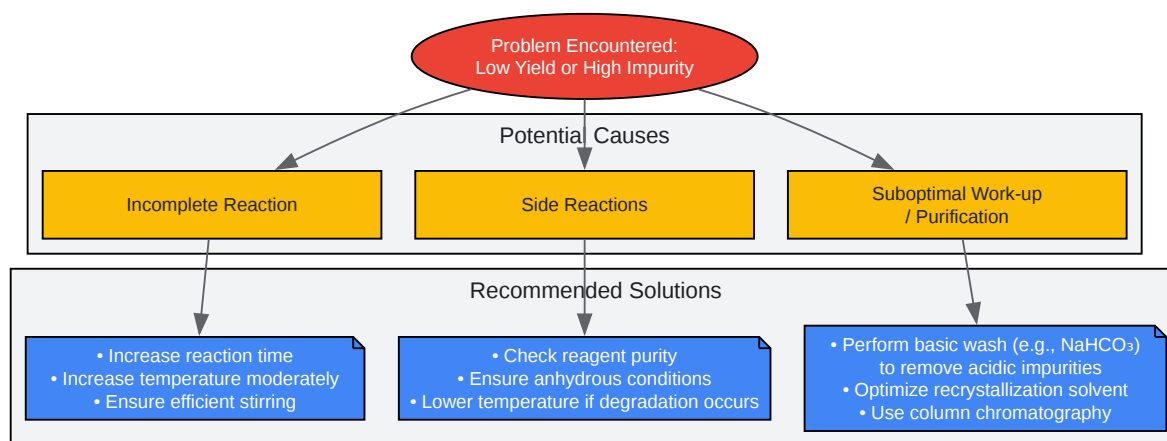 Problem Encountered:
Low Yield or High Impurity
Potential Causes
Incomplete Reaction
Side Reactions
Suboptimal Work-up
/ Purification
Recommended Solutions
• Increase reaction time
• Increase temperature moderately
• Ensure efficient stirring
• Check reagent purity
• Ensure anhydrous conditions
• Lower temperature if degradation occurs
• Perform basic wash (e.g., NaHCO₃)
to remove acidic impurities
• Optimize recrystallization solvent
• Use column chromatography